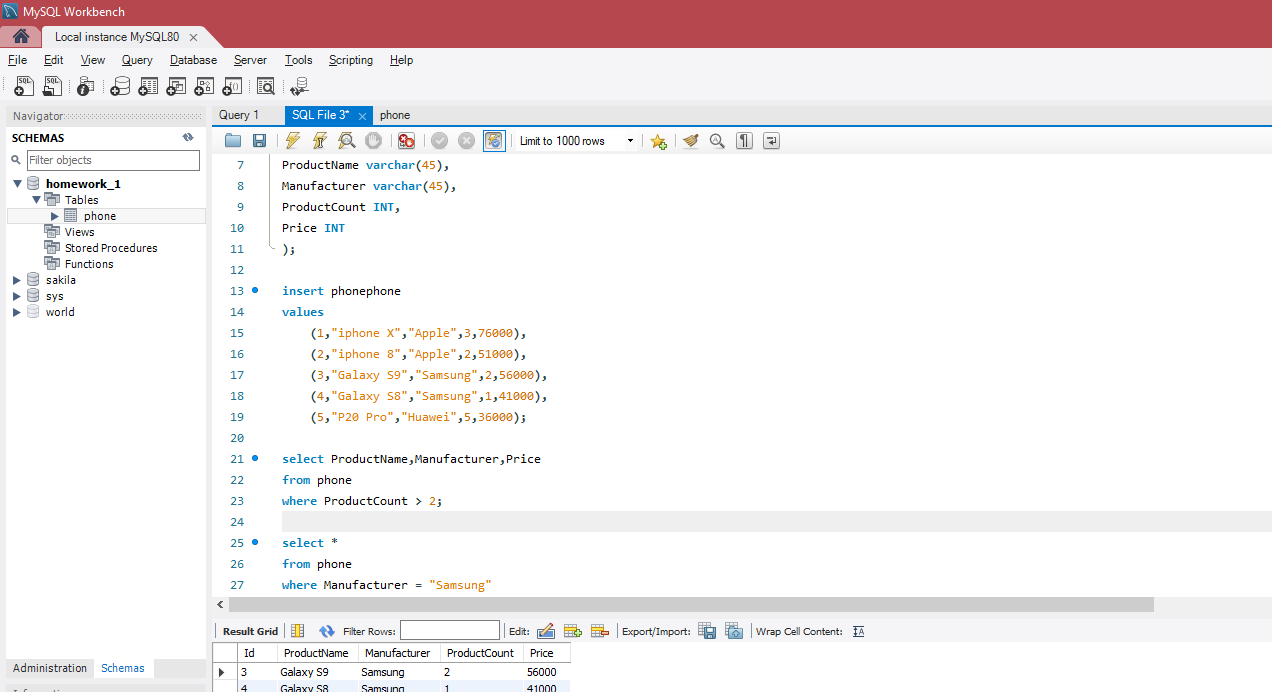 MySQL Workbench
Local instance MySQL80
File Edit View Query Database Server Tools Scripting Help
Navigator
SCHEMAS
Filter objects
homework_1
Tables
phone
Views
Stored Procedures
Functions
sakila
sys
world
Administration Schemas
Query 1 SQL File 3* phone
Limit to 1000 rows
7 ProductName varchar(45),
8 Manufacturer varchar(45),
9 ProductCount INT,
10 Price INT
11 );
12
13 insert phonephone
14 values
15 (1,"iphone X","Apple",3,76000),
16 (2,"iphone 8","Apple",2,51000),
17 (3,"Galaxy S9","Samsung",2,56000),
18 (4,"Galaxy S8","Samsung",1,41000),
19 (5,"P20 Pro","Huawei",5,36000);
20
21 select ProductName,Manufacturer,Price
22 from phone
23 where ProductCount > 2;
24
25 select *
26 from phone
27 where Manufacturer = "Samsung"
Result Grid Filter Rows: Edit: Export/Import: Wrap Cell Content:
Id ProductName Manufacturer ProductCount Price
3 Galaxy S9 Samsung 2 56000
4 Galaxy S8 Samsung 1 41000